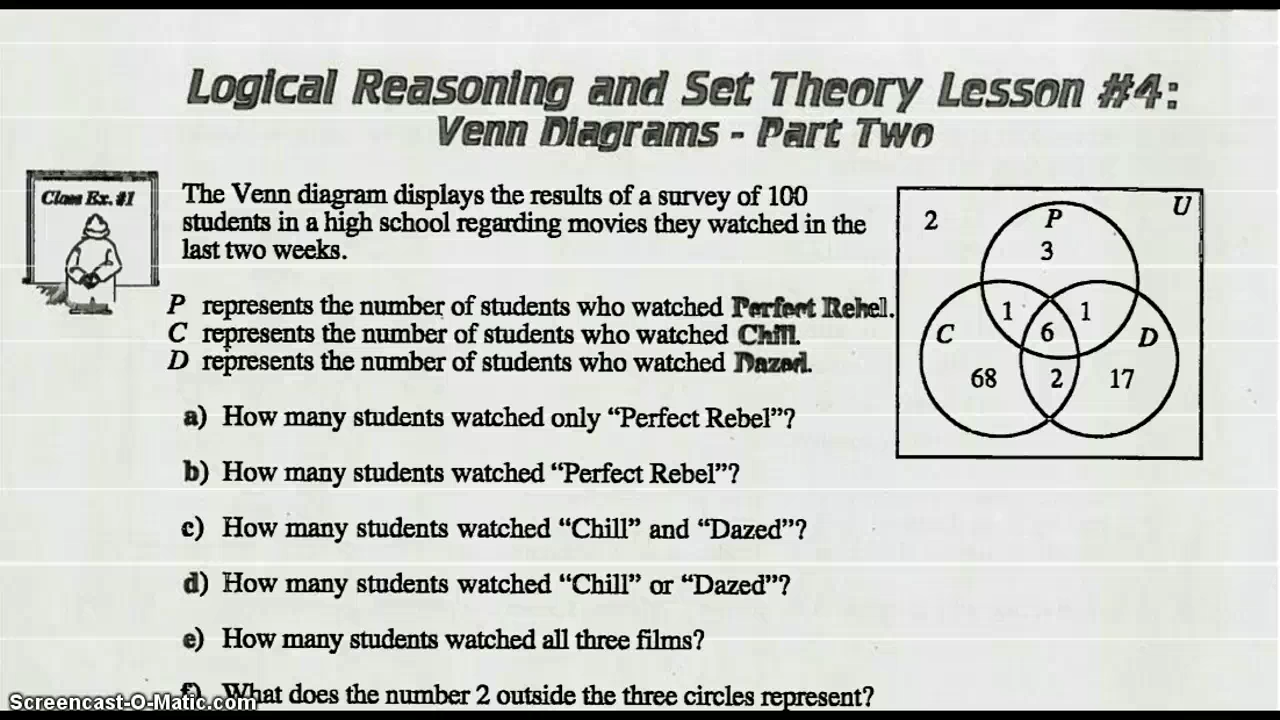 Logical Reasoning and Set Theory Lesson #4:
Venn Diagrams - Part Two
Class Ex. #1
The Venn diagram displays the results of a survey of 100
students in a high school regarding movies they watched in the
last two weeks.
P represents the number of students who watched Perfect Rebel.
C represents the number of students who watched Chill.
D represents the number of students who watched Dazed.
a) How many students watched only “Perfect Rebel”?
b) How many students watched “Perfect Rebel”?
c) How many students watched “Chill” and “Dazed”?
d) How many students watched “Chill” or “Dazed”?
e) How many students watched all three films?
f) What does the number 2 outside the three circles represent?
2 P U
3
1 6 1
C D
68 2 17
Screencast-O-Matic.com